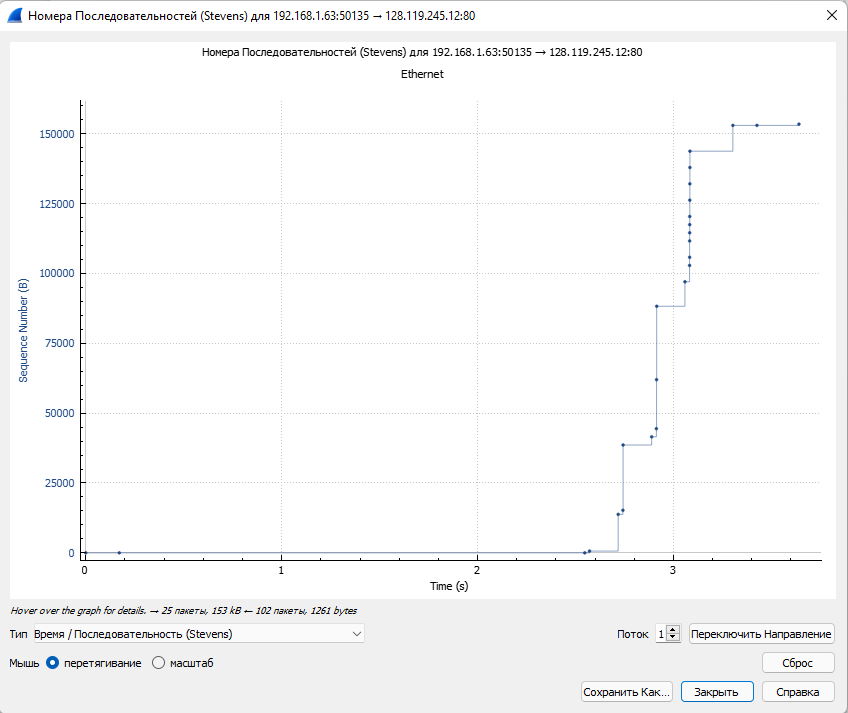 Номера Последовательностей (Stevens) для 192.168.1.63:50135 → 128.119.245.12:80
Номера Последовательностей (Stevens) для 192.168.1.63:50135 → 128.119.245.12:80
Ethernet
Sequence Number (B)
150000
125000
100000
75000
50000
25000
0
0 1 2 3
Time (s)
Hover over the graph for details. → 25 пакеты, 153 kB ← 102 пакеты, 1261 bytes
Тип Время / Последовательность (Stevens) Поток 1 Переключить Направление
Мышь перетягивание масштаб Сброс
Сохранить Как... Закрыть Справка